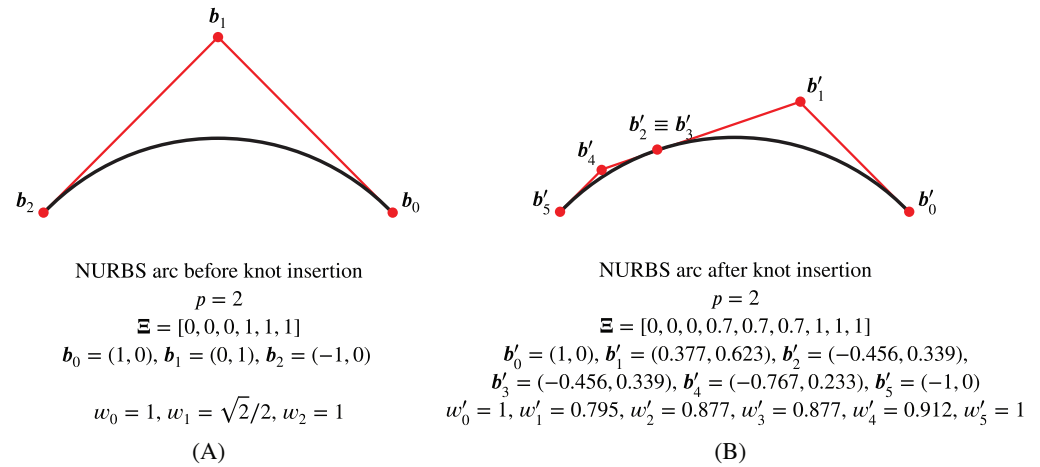 b₁
b₂
b₀
NURBS arc before knot insertion
p = 2
Ξ = [0, 0, 0, 1, 1, 1]
b₀ = (1, 0), b₁ = (0, 1), b₂ = (−1, 0)
w₀ = 1, w₁ = √2/2, w₂ = 1
(A)
b′₁
b′₂ ≡ b′₃
b′₄
b′₅
b′₀
NURBS arc after knot insertion
p = 2
Ξ = [0, 0, 0, 0.7, 0.7, 0.7, 1, 1, 1]
b′₀ = (1, 0), b′₁ = (0.377, 0.623), b′₂ = (−0.456, 0.339),
b′₃ = (−0.456, 0.339), b′₄ = (−0.767, 0.233), b′₅ = (−1, 0)
w′₀ = 1, w′₁ = 0.795, w′₂ = 0.877, w′₃ = 0.877, w′₄ = 0.912, w′₅ = 1
(B)